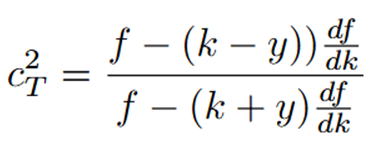 c_T^2 = \frac{f - (k - y))\frac{df}{dk}}{f - (k + y)\frac{df}{dk}}